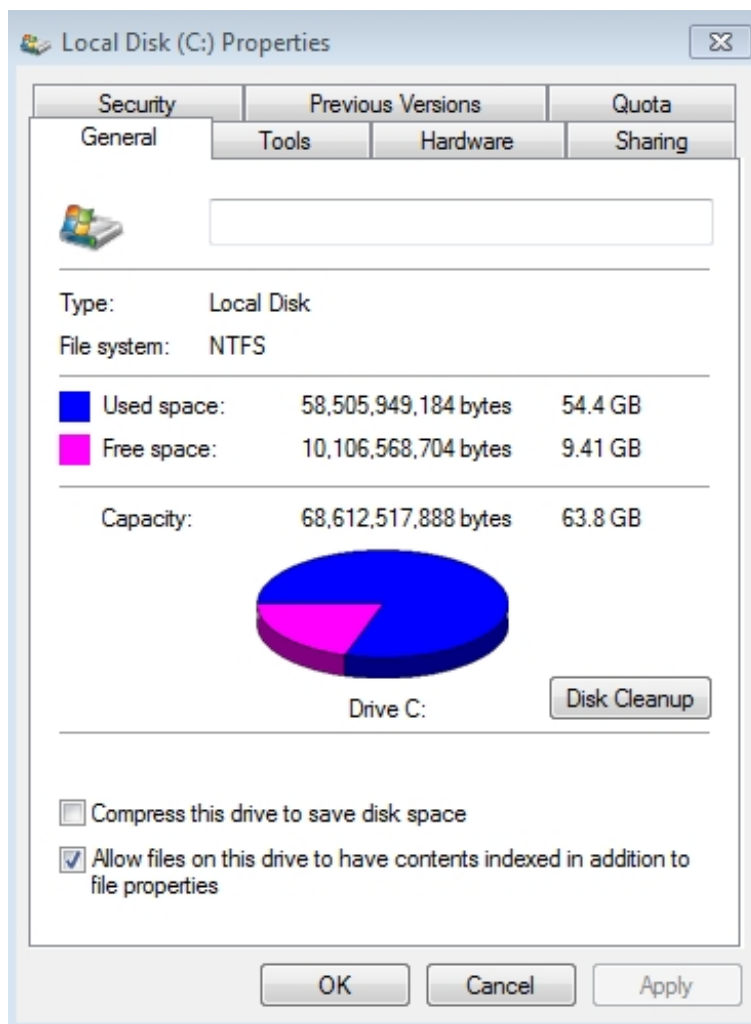 Local Disk (C:) Properties
Security Previous Versions Quota
General Tools Hardware Sharing
Type: Local Disk
File system: NTFS
Used space: 58,505,949,184 bytes 54.4 GB
Free space: 10,106,568,704 bytes 9.41 GB
Capacity: 68,612,517,888 bytes 63.8 GB
Drive C:
Disk Cleanup
Compress this drive to save disk space
Allow files on this drive to have contents indexed in addition to
file properties
OK Cancel Apply